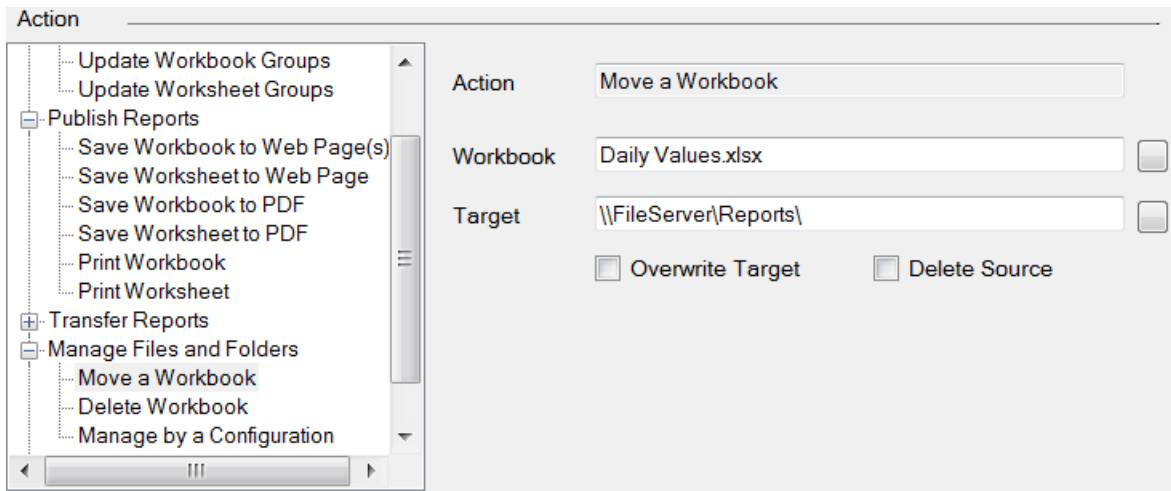 Action
Update Workbook Groups
Update Worksheet Groups
Publish Reports
Save Workbook to Web Page(s)
Save Worksheet to Web Page
Save Workbook to PDF
Save Worksheet to PDF
Print Workbook
Print Worksheet
Transfer Reports
Manage Files and Folders
Move a Workbook
Delete Workbook
Manage by a Configuration
Action Move a Workbook
Workbook Daily Values.xlsx
Target \\FileServer\Reports\
Overwrite Target Delete Source